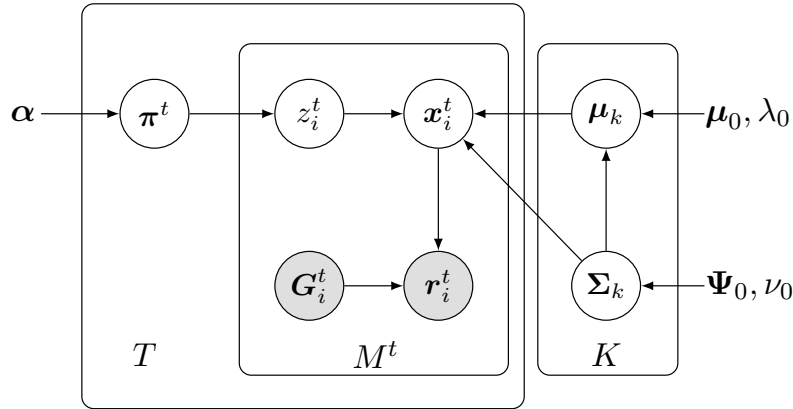 α π^t z_i^t x_i^t μ_k μ_0, λ_0
G_i^t r_i^t Σ_k Ψ_0, ν_0
T M^t K